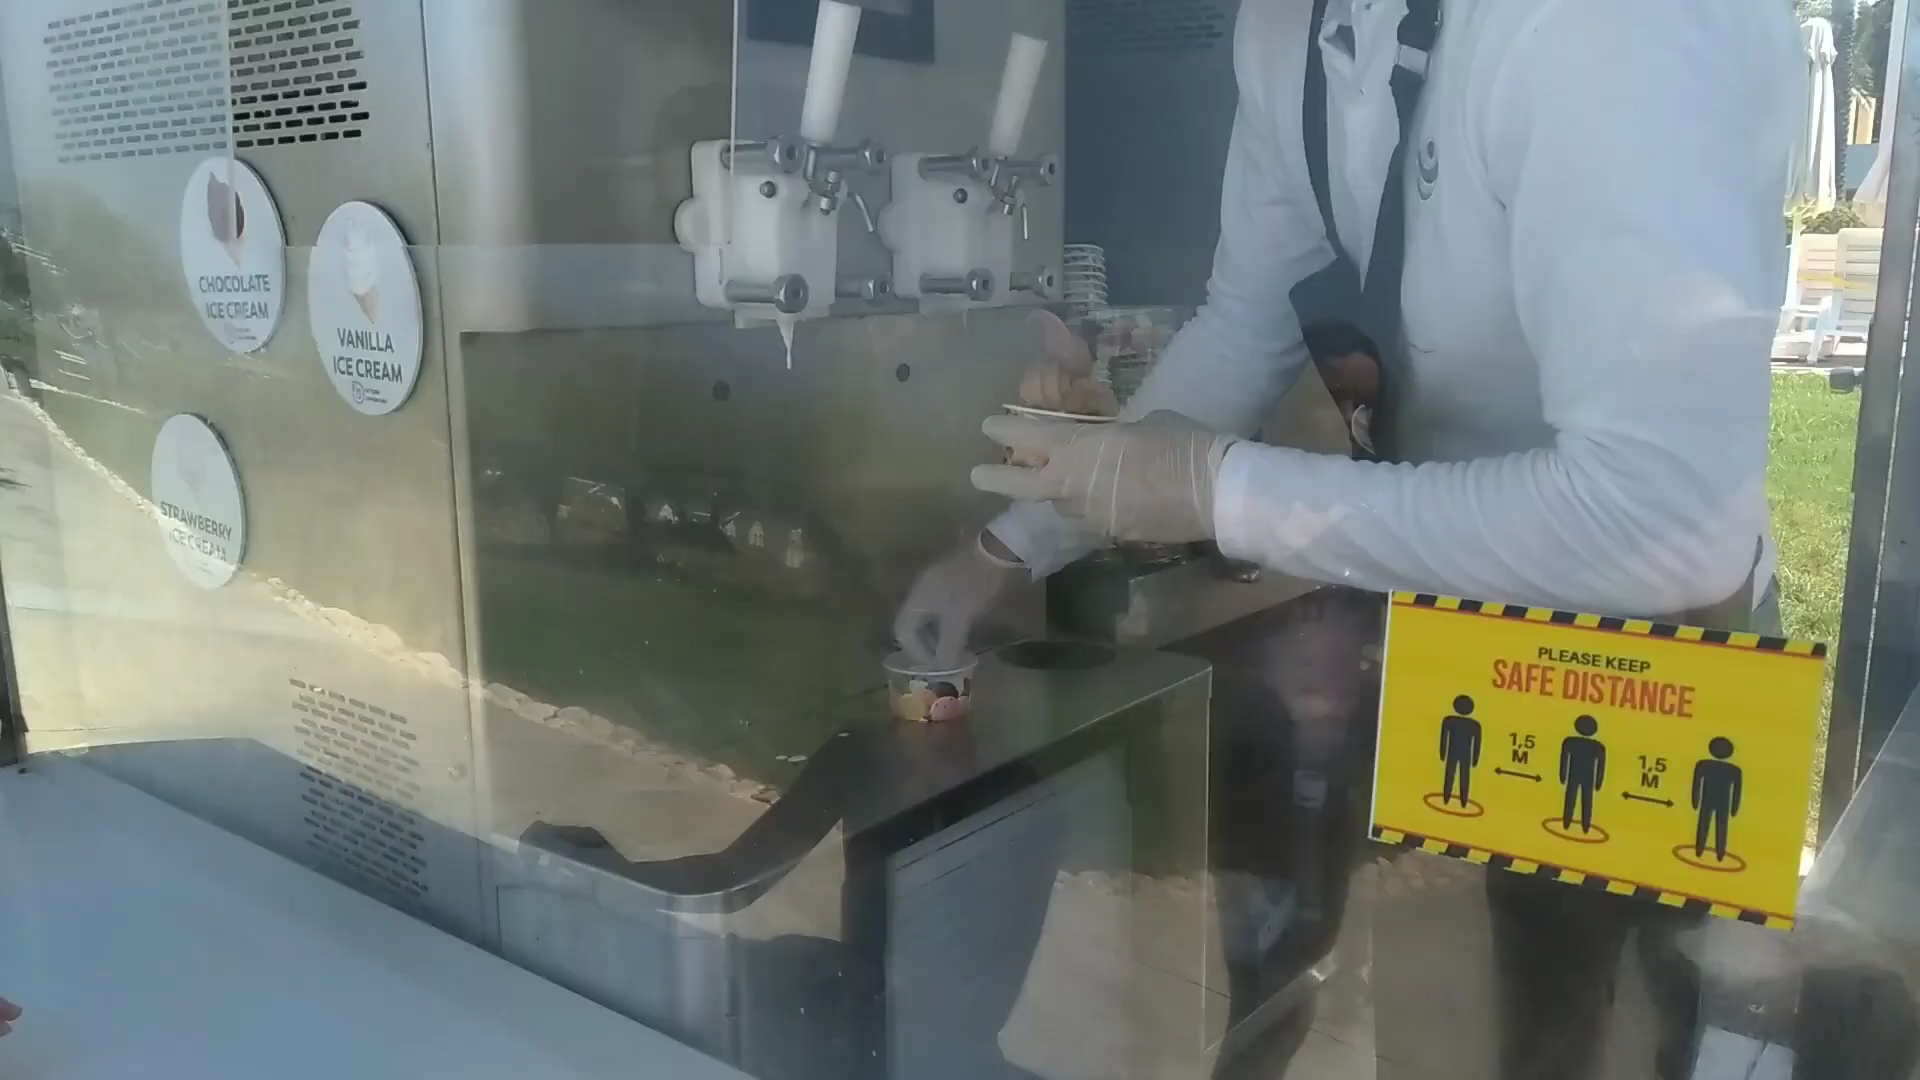 CHOCOLATE
ICE CREAM
VANILLA
ICE CREAM
STRAWBERRY
ICE CREAM
PLEASE KEEP
SAFE DISTANCE
1,5
M
1,5
M